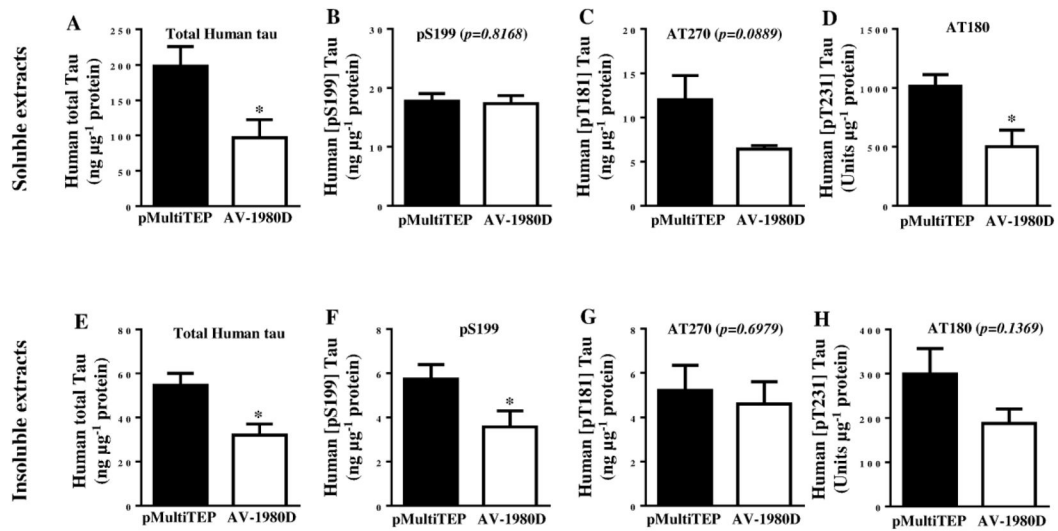 Soluble extracts
A
Total Human tau
Human total Tau
(ng µg⁻¹ protein)
250
200
150
100
50
0
*
pMultiTEP AV-1980D
B
pS199 (p=0.8168)
Human [pS199] Tau
(ng µg⁻¹ protein)
30
20
10
0
pMultiTEP AV-1980D
C
AT270 (p=0.0889)
Human [pT181] Tau
(ng µg⁻¹ protein)
15
10
5
0
pMultiTEP AV-1980D
D
AT180
Human [pT231] Tau
(Units µg⁻¹ protein)
1500
1000
500
0
*
pMultiTEP AV-1980D
Insoluble extracts
E
Total Human tau
Human total Tau
(ng µg⁻¹ protein)
80
60
40
20
0
*
pMultiTEP AV-1980D
F
pS199
Human [pS199] Tau
(ng µg⁻¹ protein)
8
6
4
2
0
*
pMultiTEP AV-1980D
G
AT270 (p=0.6979)
Human [pT181] Tau
(ng µg⁻¹ protein)
8
6
4
2
0
pMultiTEP AV-1980D
H
AT180 (p=0.1369)
Human [pT231] Tau
(Units µg⁻¹ protein)
400
300
200
100
0
pMultiTEP AV-1980D